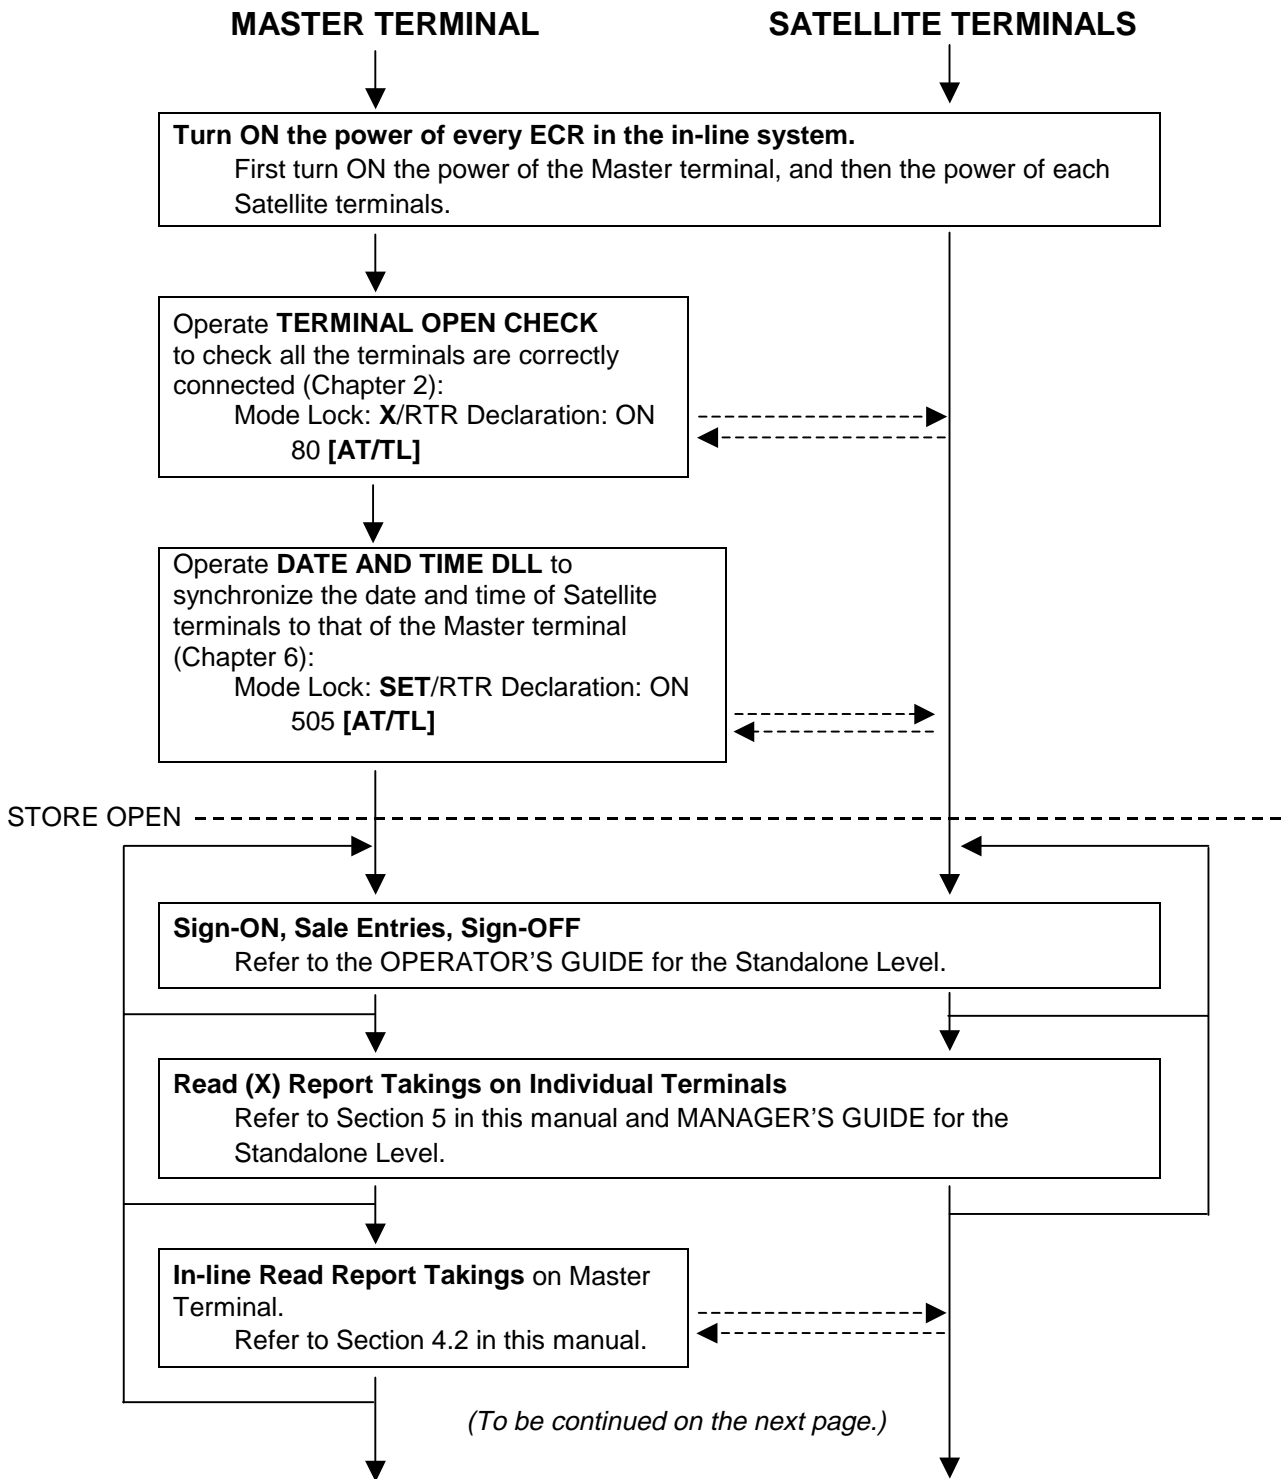 MASTER TERMINAL
SATELLITE TERMINALS
Turn ON the power of every ECR in the in-line system.
First turn ON the power of the Master terminal, and then the power of each
Satellite terminals.
Operate TERMINAL OPEN CHECK
to check all the terminals are correctly
connected (Chapter 2):
Mode Lock: X/RTR Declaration: ON
80 [AT/TL]
Operate DATE AND TIME DLL to
synchronize the date and time of Satellite
terminals to that of the Master terminal
(Chapter 6):
Mode Lock: SET/RTR Declaration: ON
505 [AT/TL]
STORE OPEN
Sign-ON, Sale Entries, Sign-OFF
Refer to the OPERATOR'S GUIDE for the Standalone Level.
Read (X) Report Takings on Individual Terminals
Refer to Section 5 in this manual and MANAGER'S GUIDE for the
Standalone Level.
In-line Read Report Takings on Master
Terminal.
Refer to Section 4.2 in this manual.
(To be continued on the next page.)